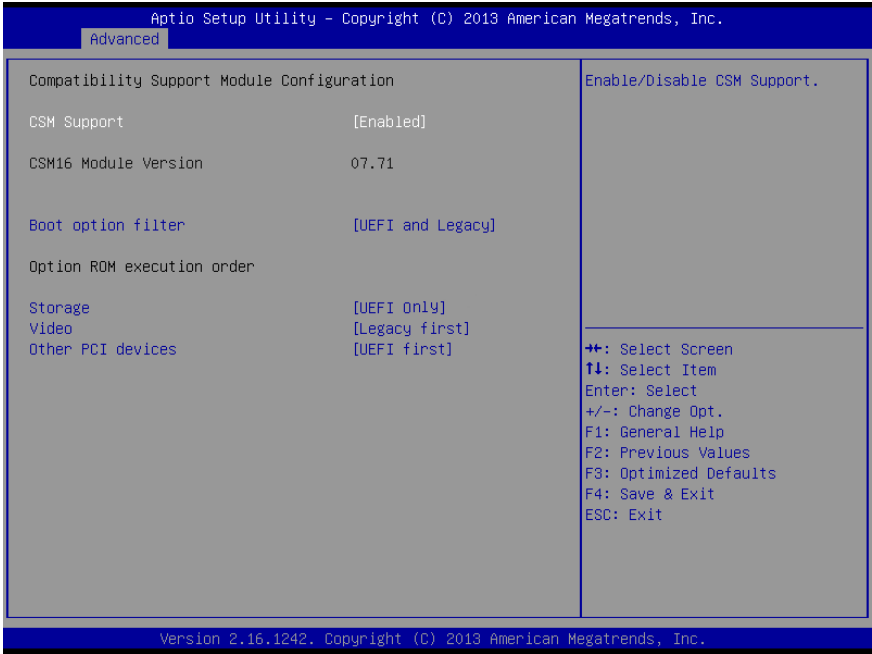 Aptio Setup Utility – Copyright (C) 2013 American Megatrends, Inc.
Advanced
Compatibility Support Module Configuration
CSM Support [Enabled]
CSM16 Module Version 07.71
Boot option filter [UEFI and Legacy]
Option ROM execution order
Storage [UEFI Only]
Video [Legacy first]
Other PCI devices [UEFI first]
Enable/Disable CSM Support.
→←: Select Screen
↑↓: Select Item
Enter: Select
+/-: Change Opt.
F1: General Help
F2: Previous Values
F3: Optimized Defaults
F4: Save & Exit
ESC: Exit
Version 2.16.1242. Copyright (C) 2013 American Megatrends, Inc.